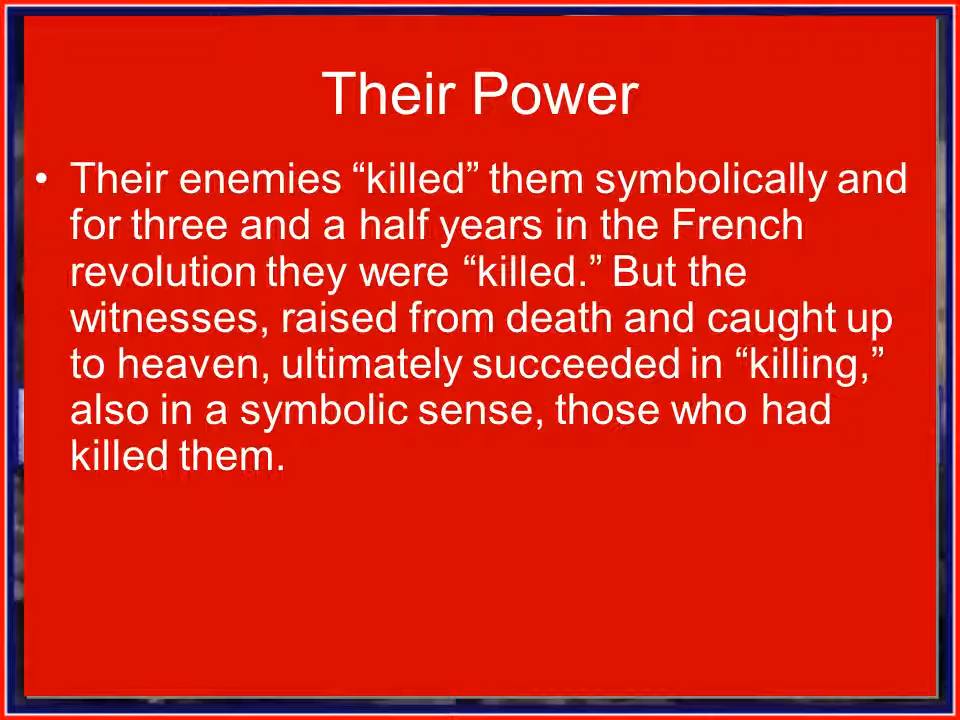 Their Power
• Their enemies “killed” them symbolically and
for three and a half years in the French
revolution they were “killed.” But the
witnesses, raised from death and caught up
to heaven, ultimately succeeded in “killing,”
also in a symbolic sense, those who had
killed them.